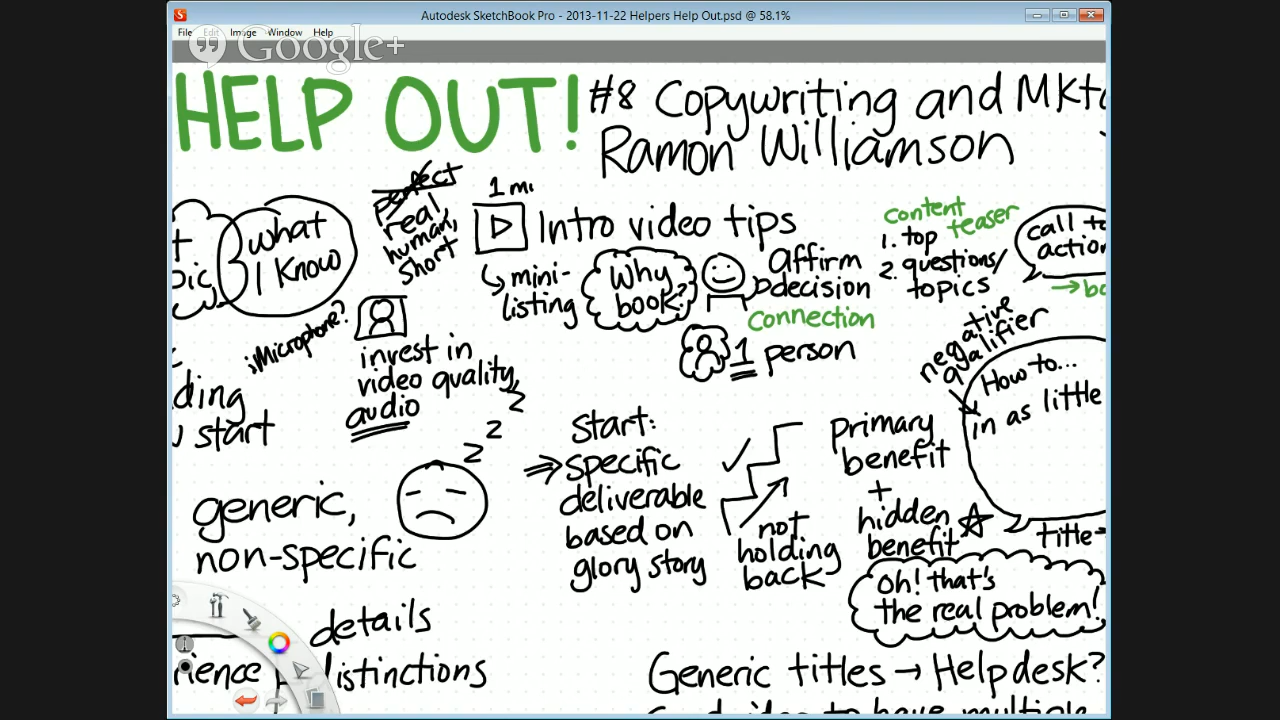 Autodesk SketchBook Pro - 2013-11-22 Helpers Help Out.psd @ 58.1%
File Edit Image Window Help
Google+
HELP OUT!
#8 Copywriting and Mkt
Ramon Williamson
what
I know
perfect
real
human,
short
1 mi
Intro video tips
mini-
listing
Why
book?
Affirm
decision
connection
1 person
content
teaser
1. top
2. questions/
topics
call to
action
negative
qualifier
How to...
in as little
title
¡Microphone?
invest in
video quality,
audio
start
z
z
z
generic,
non-specific
Start:
specific
deliverable
based on
glory story
not
holding
back
primary
benefit
+
hidden
benefit
oh! that's
the real problem!
details
distinctions
Generic titles → Helpdesk?